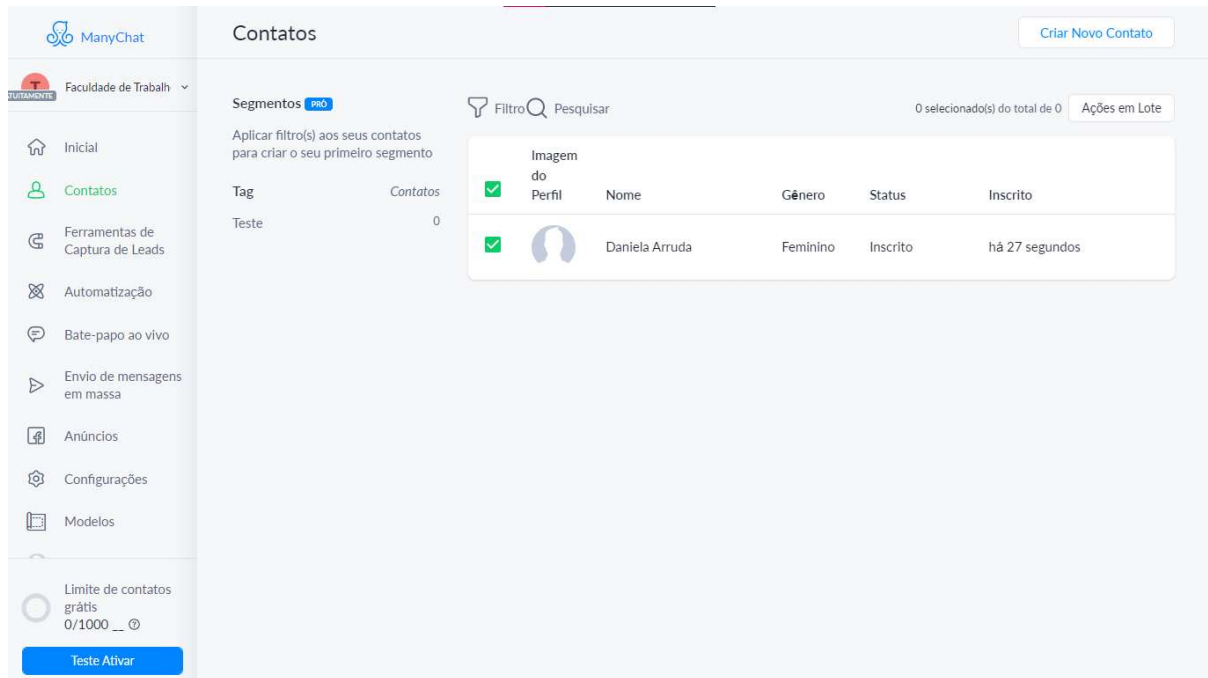 ManyChat
Contatos
Criar Novo Contato
T
TUITAMENTE
Faculdade de Trabalh
Inicial
Contatos
Ferramentas de
Captura de Leads
Automatização
Bate-papo ao vivo
Envio de mensagens
em massa
Anúncios
Configurações
Modelos
Limite de contatos
grátis
0/1000 __ ?
Teste Ativar
Segmentos PRÓ
Aplicar filtro(s) aos seus contatos
para criar o seu primeiro segmento
Tag Contatos
Teste 0
Filtro Pesquisar
0 selecionado(s) do total de 0 Ações em Lote
Imagem
do
Perfil Nome Gênero Status Inscrito
Daniela Arruda Feminino Inscrito há 27 segundos